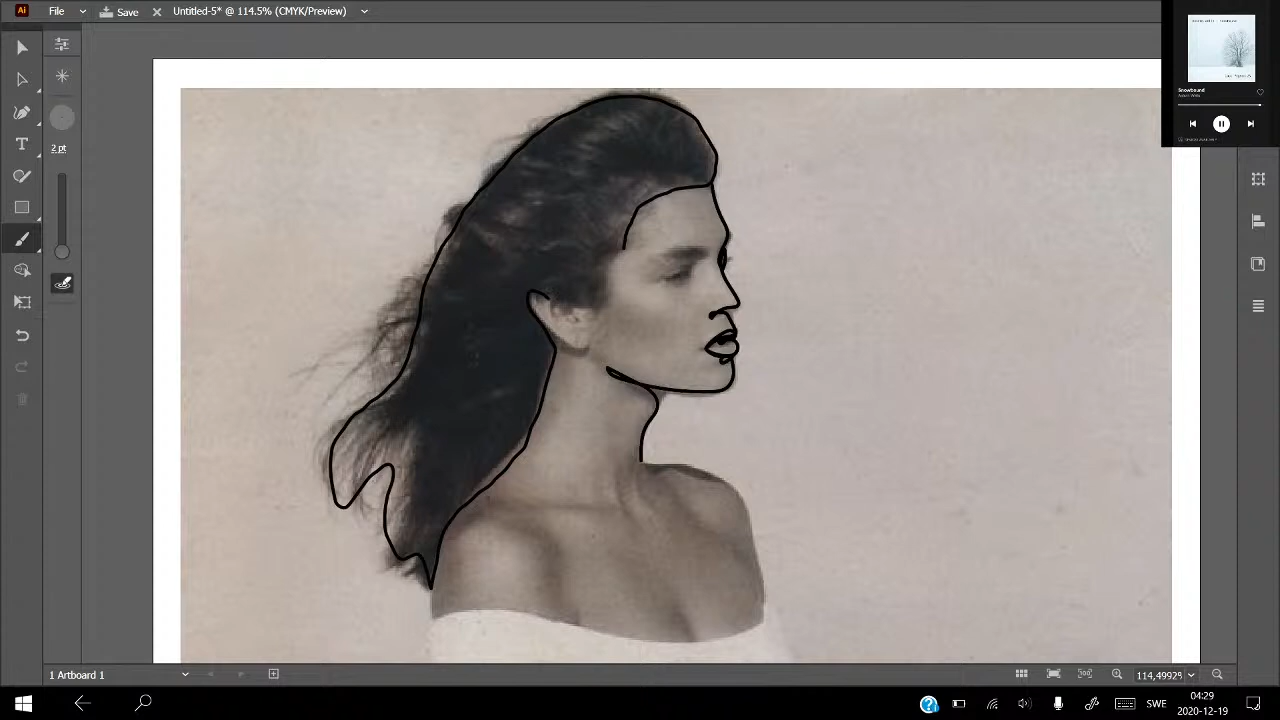 Ai File Save Untitled-5* @ 114.5% (CMYK/Preview)
Snowbound
2 pt
T
1 Artboard 1
114,4992%
SWE
04:29
2020-12-19